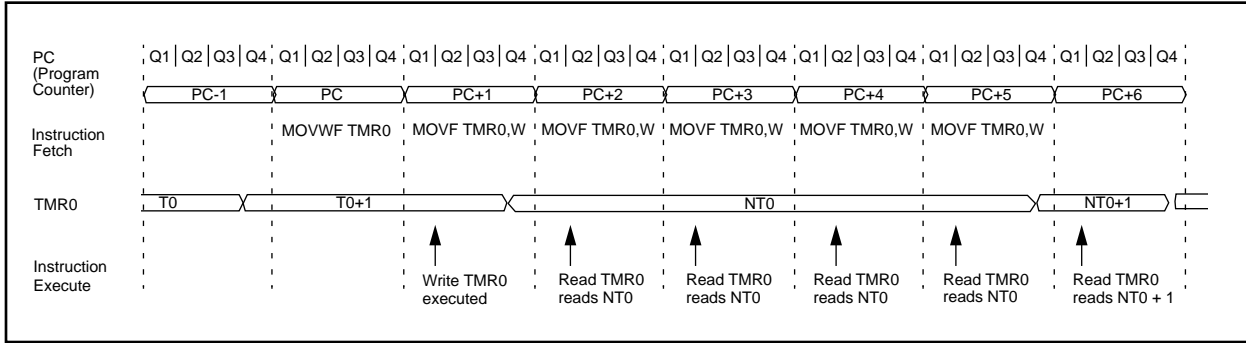 PC
(Program
Counter)
Q1 Q2 Q3 Q4 Q1 Q2 Q3 Q4 Q1 Q2 Q3 Q4 Q1 Q2 Q3 Q4 Q1 Q2 Q3 Q4 Q1 Q2 Q3 Q4 Q1 Q2 Q3 Q4 Q1 Q2 Q3 Q4
PC-1 PC PC+1 PC+2 PC+3 PC+4 PC+5 PC+6
Instruction
Fetch
MOVWF TMR0 MOVF TMR0,W MOVF TMR0,W MOVF TMR0,W MOVF TMR0,W MOVF TMR0,W
TMR0
T0 T0+1 NT0 NT0+1
Instruction
Execute
Write TMR0
executed
Read TMR0
reads NT0
Read TMR0
reads NT0
Read TMR0
reads NT0
Read TMR0
reads NT0
Read TMR0
reads NT0 + 1